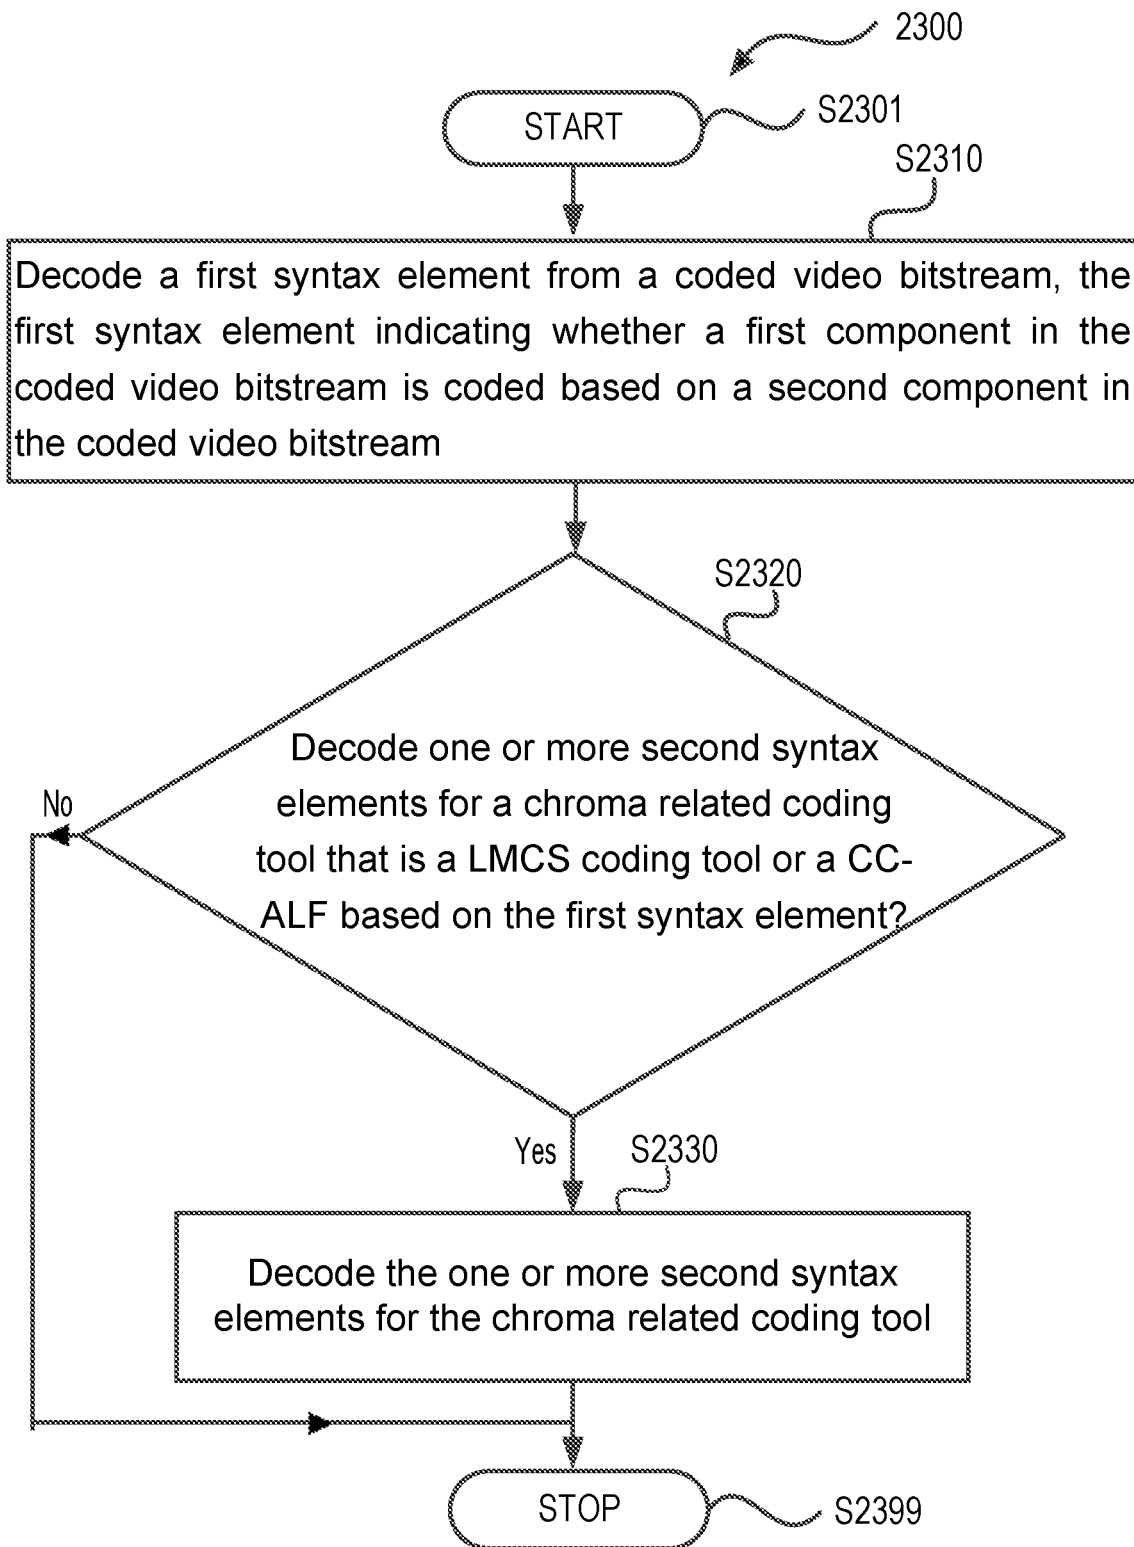 2300
START
S2301
S2310
Decode a first syntax element from a coded video bitstream, the
first syntax element indicating whether a first component in the
coded video bitstream is coded based on a second component in
the coded video bitstream
S2320
Decode one or more second syntax
elements for a chroma related coding
tool that is a LMCS coding tool or a CC-
ALF based on the first syntax element?
No
Yes
S2330
Decode the one or more second syntax
elements for the chroma related coding tool
STOP
S2399